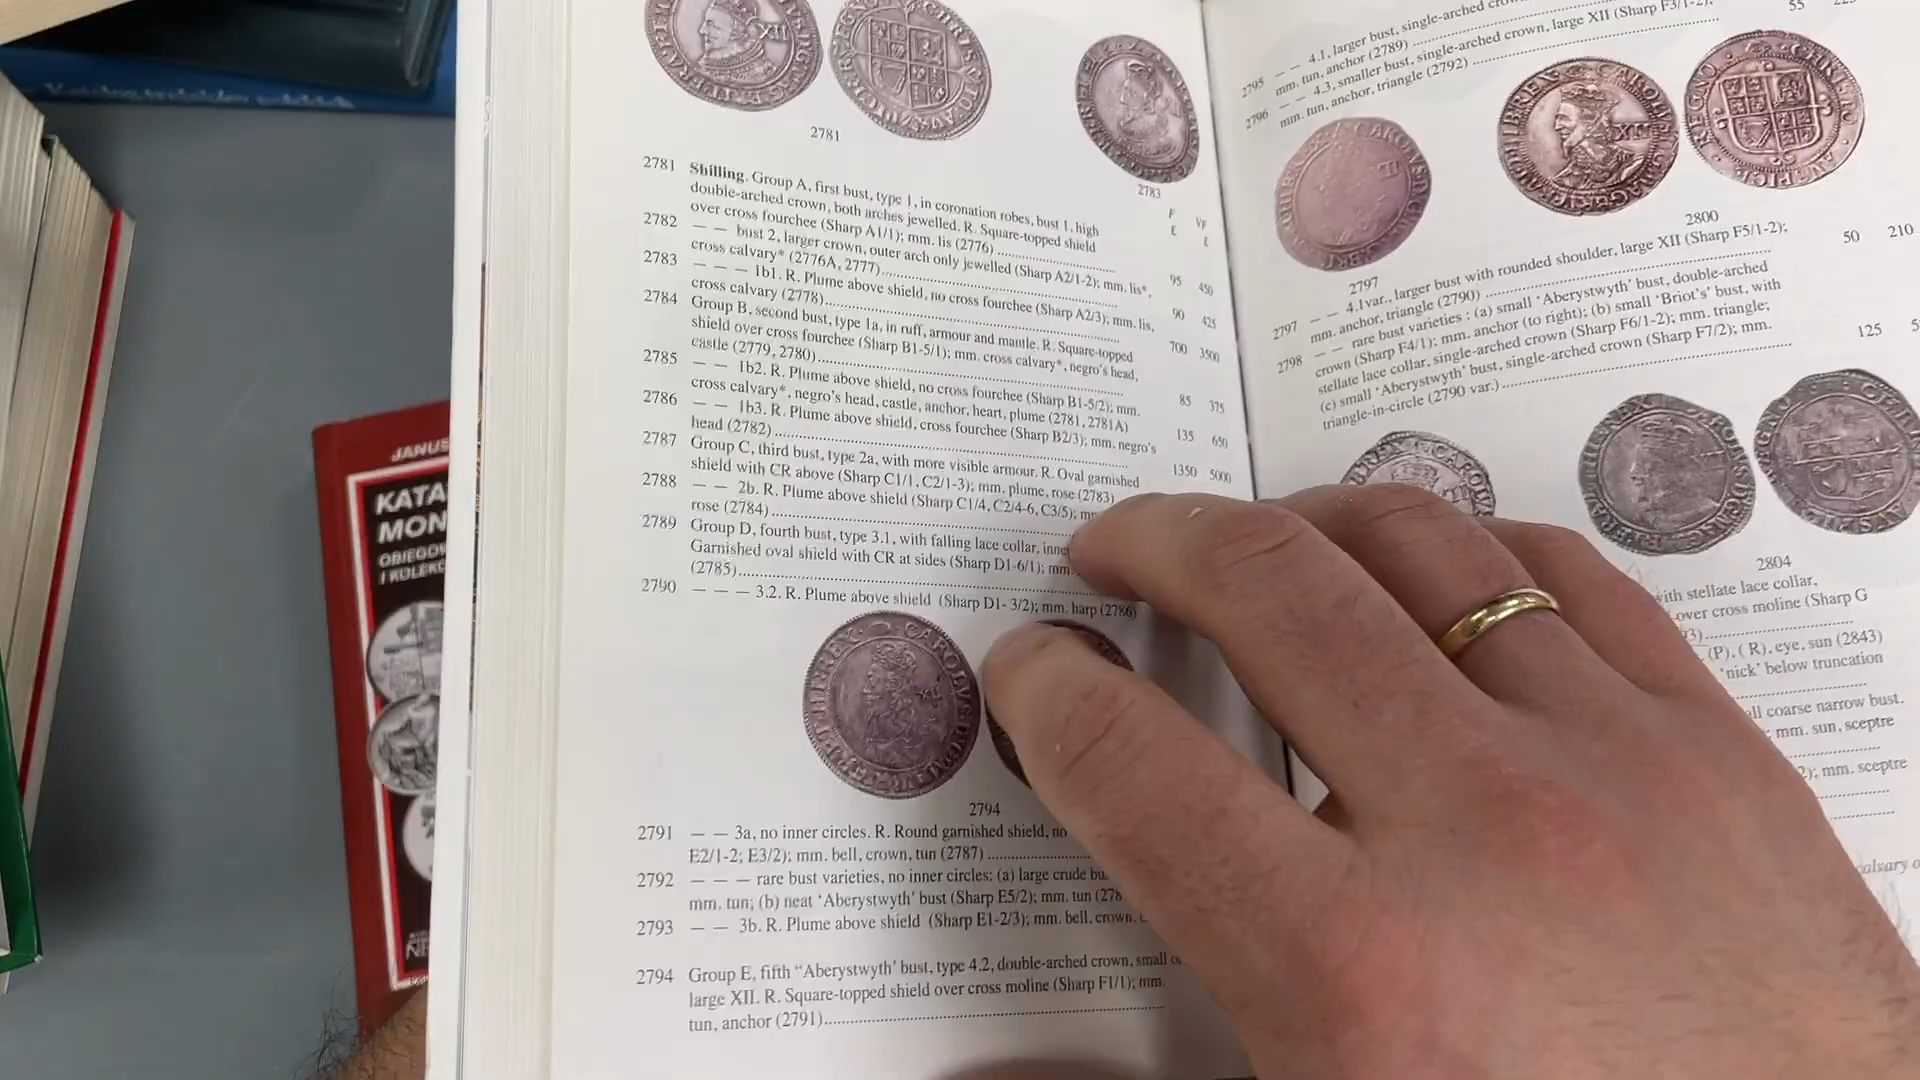 2781
2783
F VF
£ £
2781 Shilling. Group A, first bust, type 1, in coronation robes, bust 1, high
double-arched crown, both arches jewelled. R. Square-topped shield
over cross fourchee (Sharp A1/1); mm. lis (2776) 95 450
2782 — — bust 2, larger crown, outer arch only jewelled (Sharp A2/1-2); mm. lis*,
cross calvary* (2776A, 2777) 90 425
2783 — — — 1b1. R. Plume above shield, no cross fourchee (Sharp A2/3); mm. lis,
cross calvary (2778) 700 3500
2784 Group B, second bust, type 1a, in ruff, armour and mantle. R. Square-topped
shield over cross fourchee (Sharp B1-5/1); mm. cross calvary*, negro's head,
castle (2779, 2780) 85 375
2785 — — 1b2. R. Plume above shield, no cross fourchee (Sharp B1-5/2); mm.
cross calvary*, negro's head, castle, anchor, heart, plume (2781, 2781A) 135 650
2786 — — 1b3. R. Plume above shield, cross fourchee (Sharp B2/3); mm. negro's
head (2782) 1350 5000
2787 Group C, third bust, type 2a, with more visible armour. R. Oval garnished
shield with CR above (Sharp C1/1, C2/1-3); mm. plume, rose (2783)
2788 — — 2b. R. Plume above shield (Sharp C1/4, C2/4-6, C3/5);
rose (2784)
2789 Group D, fourth bust, type 3.1, with falling lace collar,
Garnished oval shield with CR at sides (Sharp D1-6/1); mm.
(2785)
2790 — — — 3.2. R. Plume above shield (Sharp D1- 3/2); mm. harp (2786)
2794
2791 — — 3a, no inner circles. R. Round garnished shield, no
E2/1-2; E3/2); mm. bell, crown, tun (2787)
2792 — — — rare bust varieties, no inner circles; (a) large crude
mm. tun; (b) neat 'Aberystwyth' bust (Sharp E5/2); mm. tun
2793 — — 3b. R. Plume above shield (Sharp E1-2/3); mm. bell, crown,
2794 Group E, fifth “Aberystwyth' bust, type 4.2, double-arched crown, small
large XII. R. Square-topped shield over cross moline (Sharp F1/1); mm.
tun, anchor (2791)
2795 — — 4.1, larger bust, single-arched
mm. tun, anchor (2789) 55
2796 — — 4.3, smaller bust, single-arched crown, large XII (Sharp F3/1-2);
mm. tun, anchor, triangle (2792)
2797
2800
2797 — — 4.1var., larger bust with rounded shoulder, large XII (Sharp F5/1-2);
mm. anchor, triangle (2790) 50 210
2798 — — rare bust varieties : (a) small 'Aberystwyth' bust, double-arched
crown (Sharp F4/1); mm. anchor (to right); (b) small 'Briot's' bust, with
stellate lace collar, single-arched crown (Sharp F6/1-2); mm. triangle;
(c) small 'Aberystwyth' bust, single-arched crown (Sharp F7/2); mm.
triangle-in-circle (2790 var.) 125
2804
with stellate lace collar,
over cross moline (Sharp G
(P), ( R), eye, sun (2843)
'nick' below truncation
coarse narrow bust,
mm. sun, sceptre
mm. sceptre
JANUS
KATA
MON
OBIEGOW
I KOLEKC